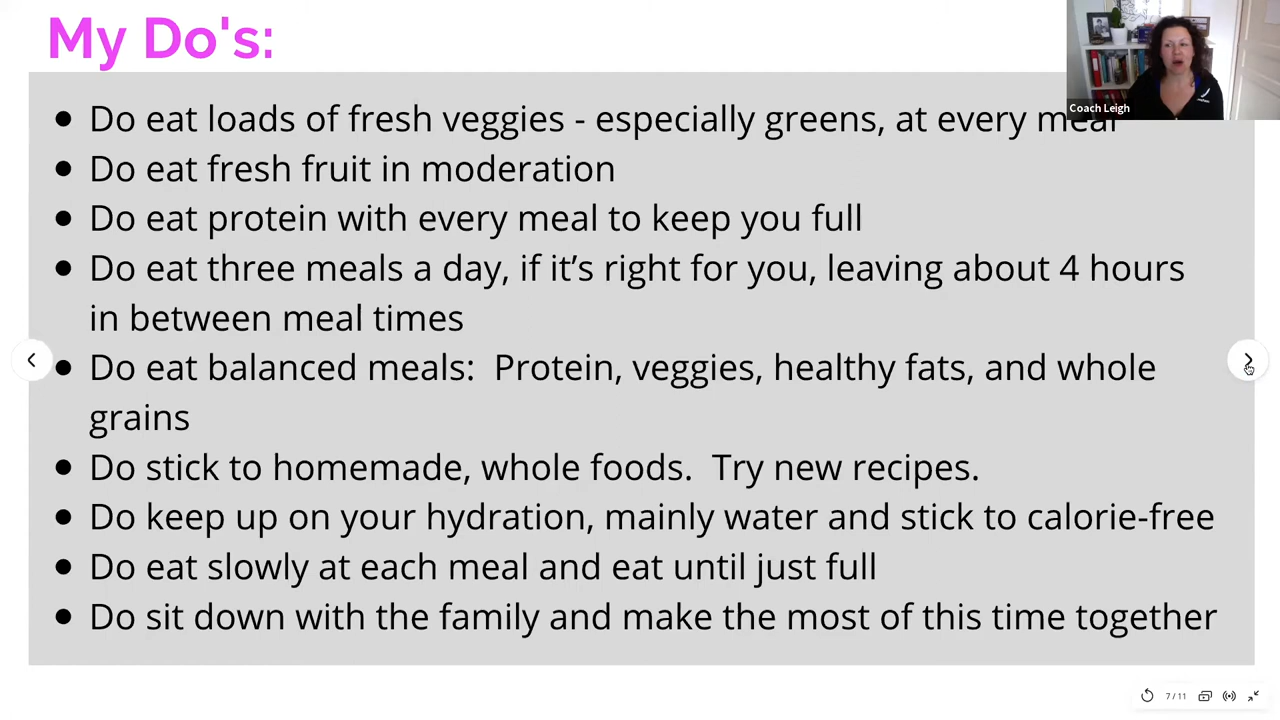 My Do's:
Coach Leigh
● Do eat loads of fresh veggies - especially greens, at every meal
● Do eat fresh fruit in moderation
● Do eat protein with every meal to keep you full
● Do eat three meals a day, if it’s right for you, leaving about 4 hours
in between meal times
● Do eat balanced meals:  Protein, veggies, healthy fats, and whole
grains
● Do stick to homemade, whole foods.  Try new recipes.
● Do keep up on your hydration, mainly water and stick to calorie-free
● Do eat slowly at each meal and eat until just full
● Do sit down with the family and make the most of this time together
7 / 11